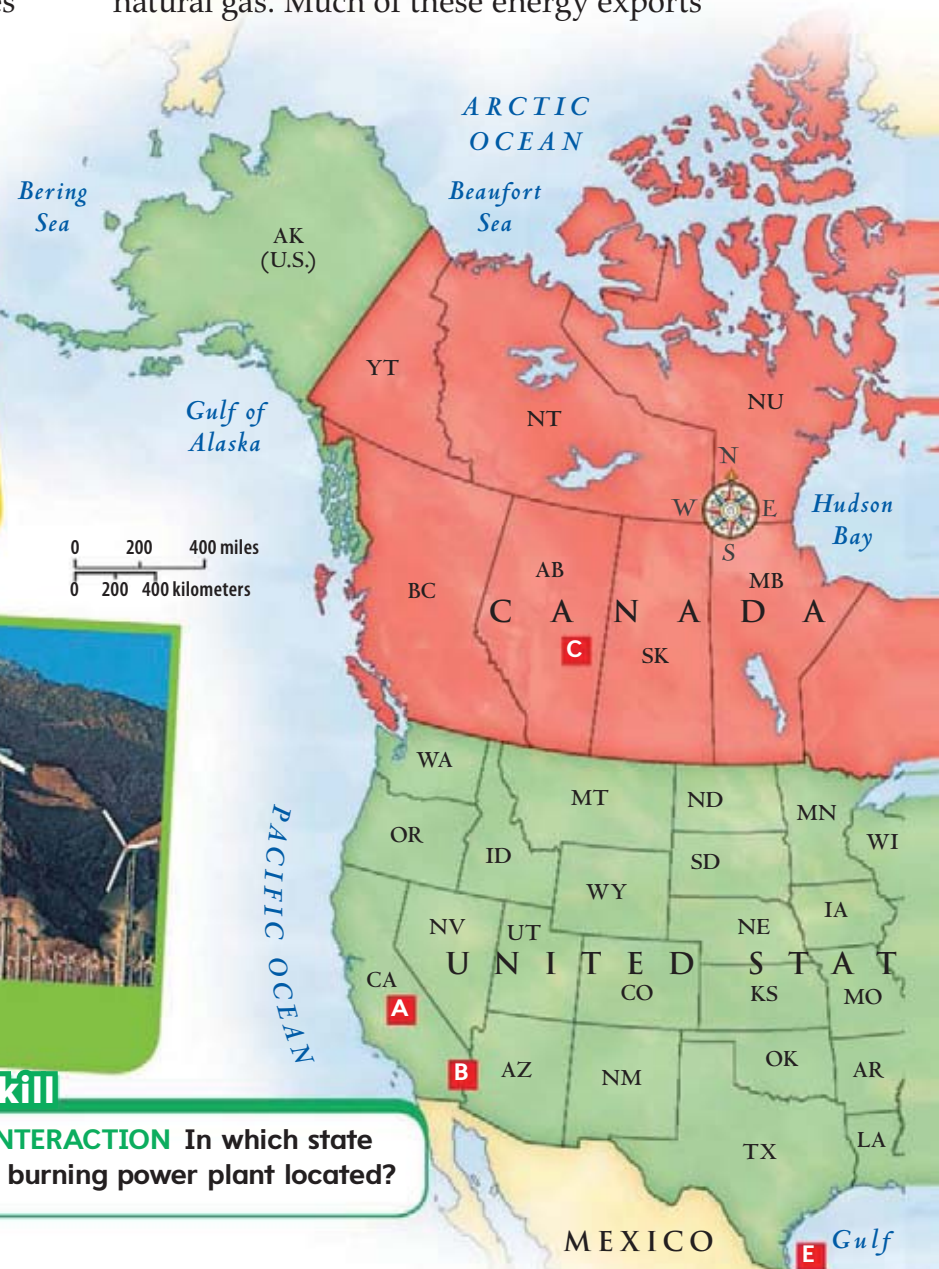 es
natural gas. Much of these energy exports
ARCTIC
OCEAN
Bering
Sea
Beaufort
Sea
AK
(U.S.)
YT
NT
NU
Gulf of
Alaska
N
W E
S
Hudson
Bay
0 200 400 miles
0 200 400 kilometers
BC
AB
MB
CANADA
C
SK
WA
MT
ND
MN
OR
ID
SD
WI
WY
IA
NV
UT
NE
UNITED STAT
CA
CO
KS
MO
A
PACIFIC OCEAN
B
AZ
NM
OK
AR
kill
NTERACTION In which state
burning power plant located?
TX
LA
MEXICO
E
Gulf